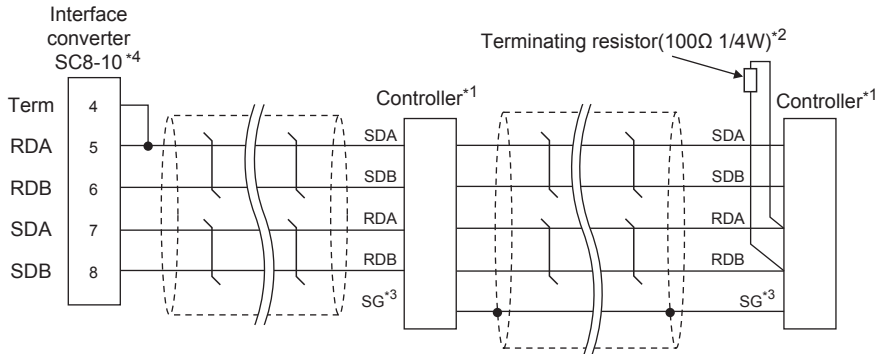 Interface
converter
SC8-10*4
Terminating resistor(100Ω 1/4W)*2
Controller*1
Controller*1
Term 4
RDA 5
RDB 6
SDA 7
SDB 8
SDA
SDB
RDA
RDB
SG*3
SDA
SDB
RDA
RDB
SG*3